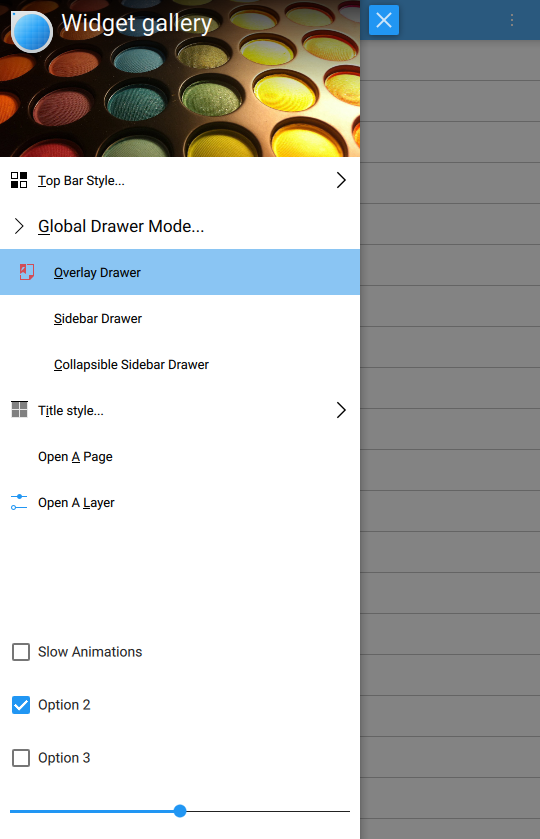 Widget gallery
Top Bar Style...
Global Drawer Mode...
Overlay Drawer
Sidebar Drawer
Collapsible Sidebar Drawer
Title style...
Open A Page
Open A Layer
Slow Animations
Option 2
Option 3